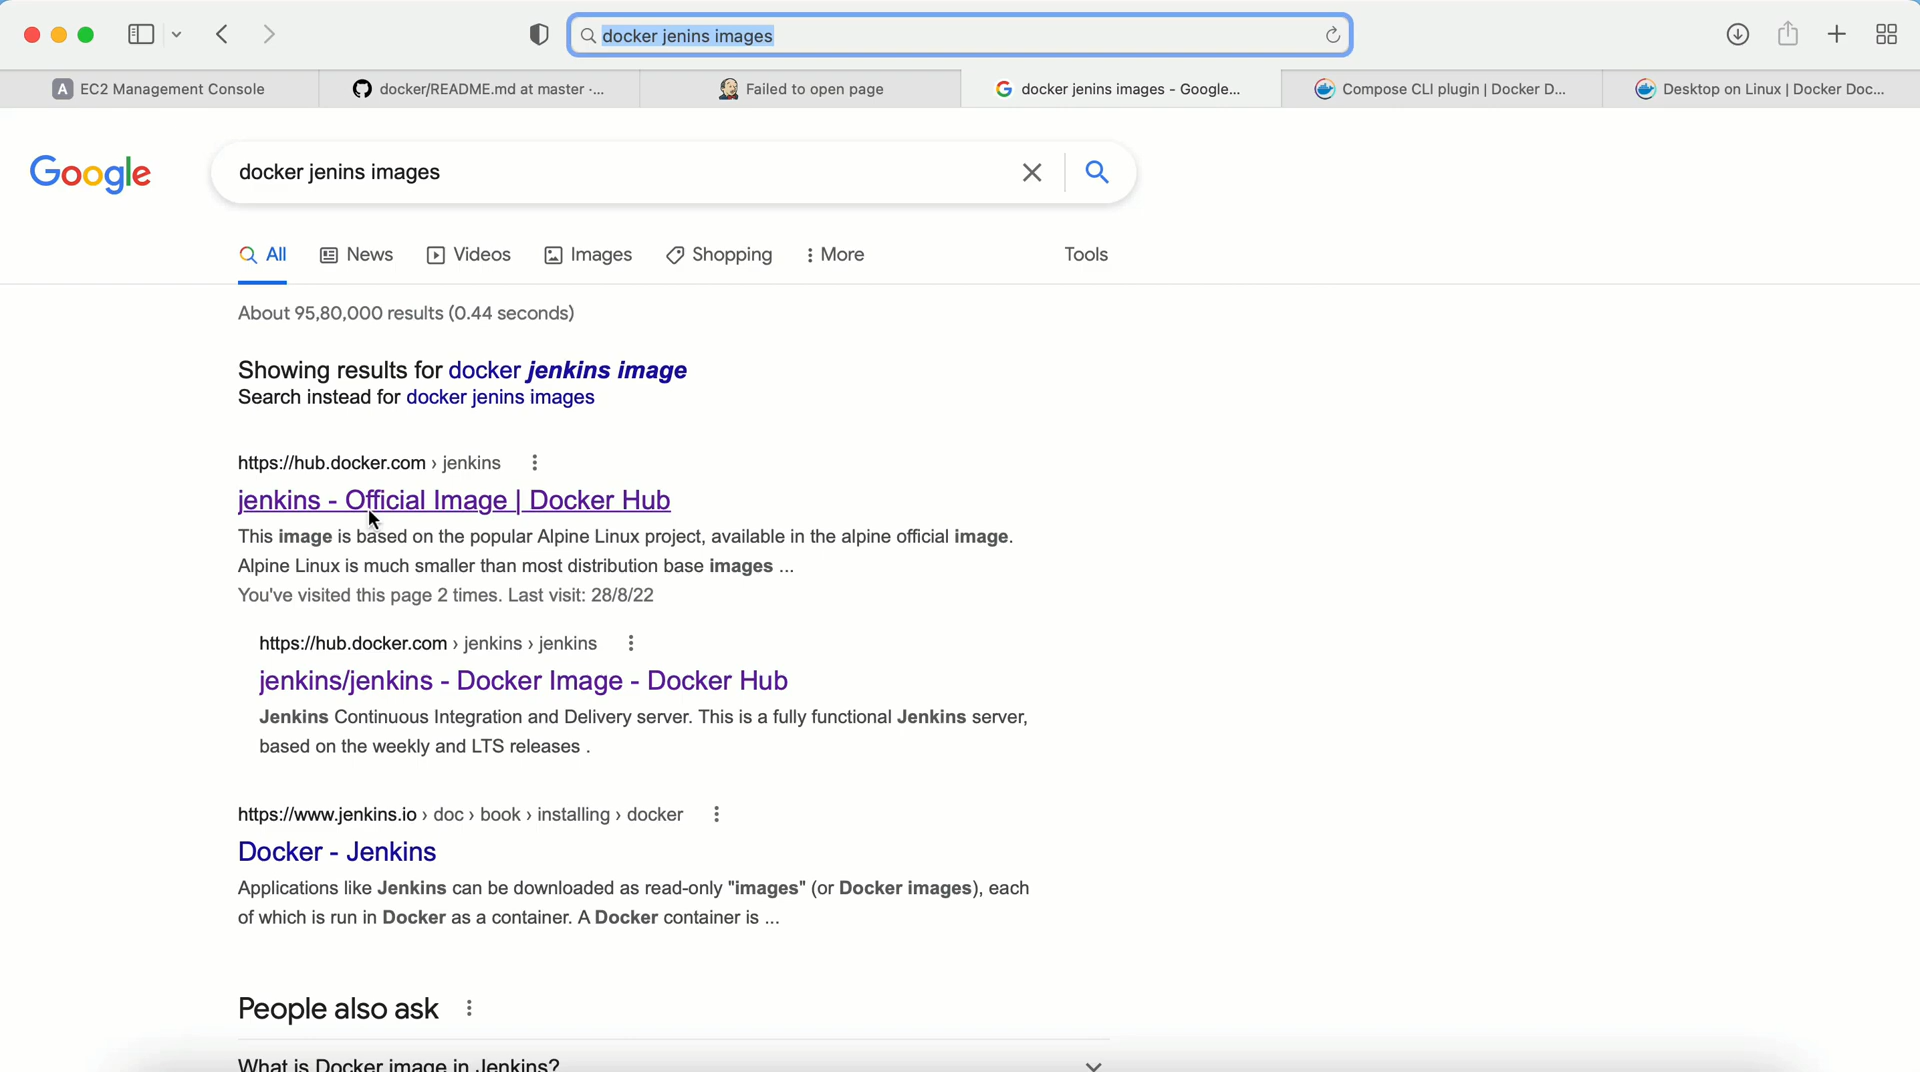 docker jenins images
EC2 Management Console
docker/README.md at master ·...
Failed to open page
docker jenins images - Google...
Compose CLI plugin | Docker D...
Desktop on Linux | Docker Doc...
Google
docker jenins images
All
News
Videos
Images
Shopping
More
Tools
About 95,80,000 results (0.44 seconds)
Showing results for docker jenkins image
Search instead for docker jenins images
https://hub.docker.com › jenkins
jenkins - Official Image | Docker Hub
This image is based on the popular Alpine Linux project, available in the alpine official image.
Alpine Linux is much smaller than most distribution base images ...
You've visited this page 2 times. Last visit: 28/8/22
https://hub.docker.com › jenkins › jenkins
jenkins/jenkins - Docker Image - Docker Hub
Jenkins Continuous Integration and Delivery server. This is a fully functional Jenkins server,
based on the weekly and LTS releases .
https://www.jenkins.io › doc › book › installing › docker
Docker - Jenkins
Applications like Jenkins can be downloaded as read-only "images" (or Docker images), each
of which is run in Docker as a container. A Docker container is ...
People also ask
What is Docker image in Jenkins?